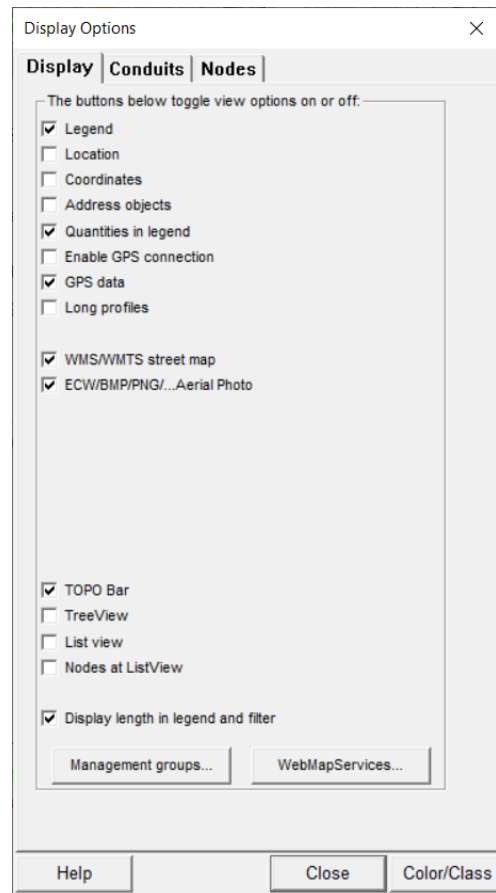 Display Options
Display Conduits Nodes
The buttons below toggle view options on or off:
Legend
Location
Coordinates
Address objects
Quantities in legend
Enable GPS connection
GPS data
Long profiles
WMS/WMTS street map
ECW/BMP/PNG/...Aerial Photo
TOPO Bar
TreeView
List view
Nodes at ListView
Display length in legend and filter
Management groups... WebMapServices...
Help Close Color/Class